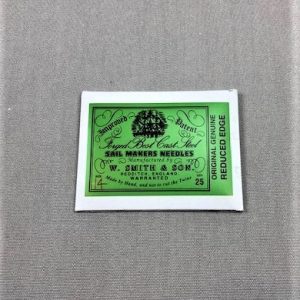 Improved Patent
Forged Best Cast Steel
SAIL MAKERS NEEDLES
Manufactured by
W. SMITH & SON.
REDDITCH, ENGLAND.
WARRANTED
Made by Hand, and not to cut the Twine
14
25
ORIGINAL GENUINE
REDUCED EDGE